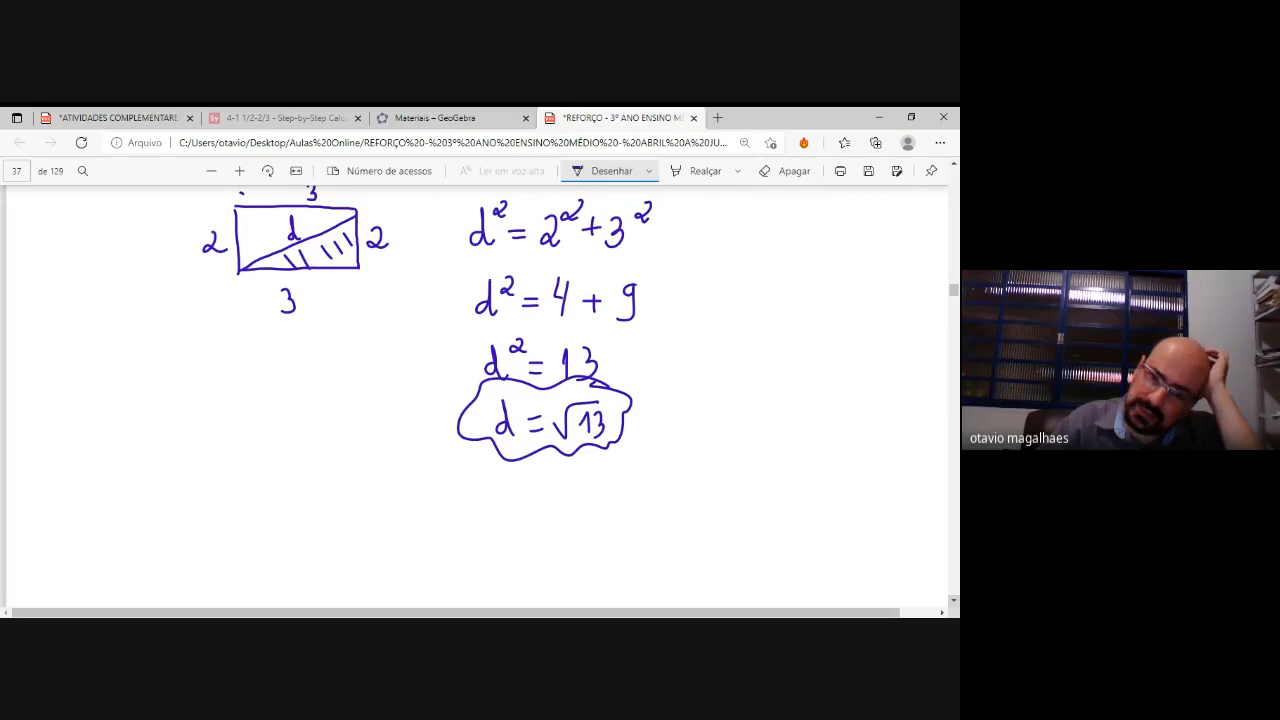 *ATIVIDADES COMPLEMENTARE
4-1 1/2-2/3 - Step-by-Step Calc
Materiais – GeoGebra
*REFORÇO - 3º ANO ENSINO M
Arquivo
C:/Users/otavio/Desktop/Aulas%20Online/REFORÇO%20-%203º%20ANO%20ENSINO%20MÉDIO%20-%20ABRIL%20A%20JU...
37 de 129
Número de acessos
Ler em voz alta
Desenhar
Realçar
Apagar
3
2 d 2
3
d² = 2² + 3²
d² = 4 + 9
d² = 13
d = √13
otavio magalhaes